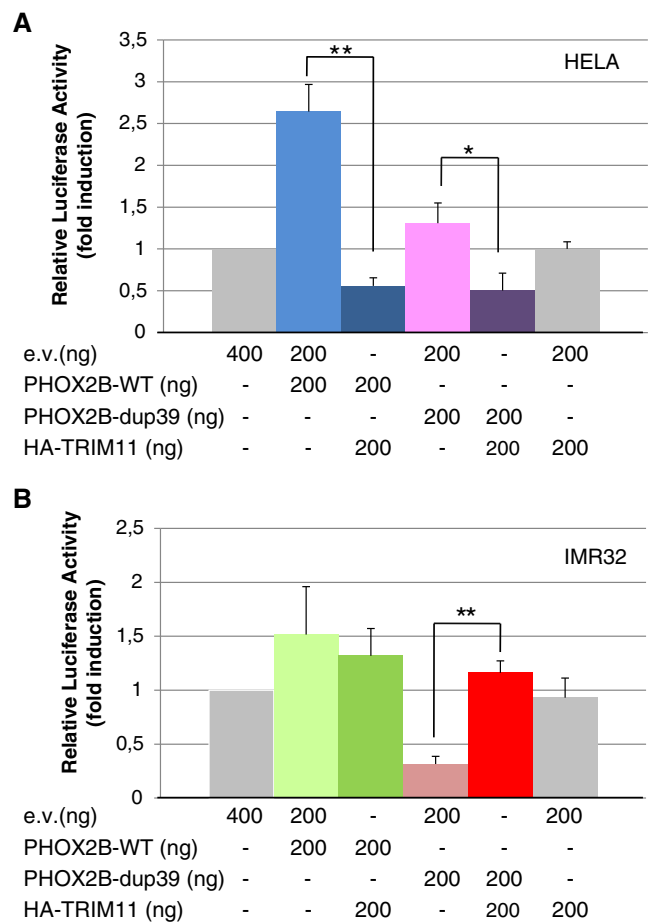 A
Relative Luciferase Activity
(fold induction)
3,5
3
2,5
2
1,5
1
0,5
0
**
*
HELA
e.v.(ng) 400 200 - 200 - 200
PHOX2B-WT (ng) - 200 200 - - -
PHOX2B-dup39 (ng) - - - 200 200 -
HA-TRIM11 (ng) - - 200 - 200 200
B
Relative Luciferase Activity
(fold induction)
2,5
2
1,5
1
0,5
0
**
IMR32
e.v.(ng) 400 200 - 200 - 200
PHOX2B-WT (ng) - 200 200 - - -
PHOX2B-dup39 (ng) - - - 200 200 -
HA-TRIM11 (ng) - - 200 - 200 200